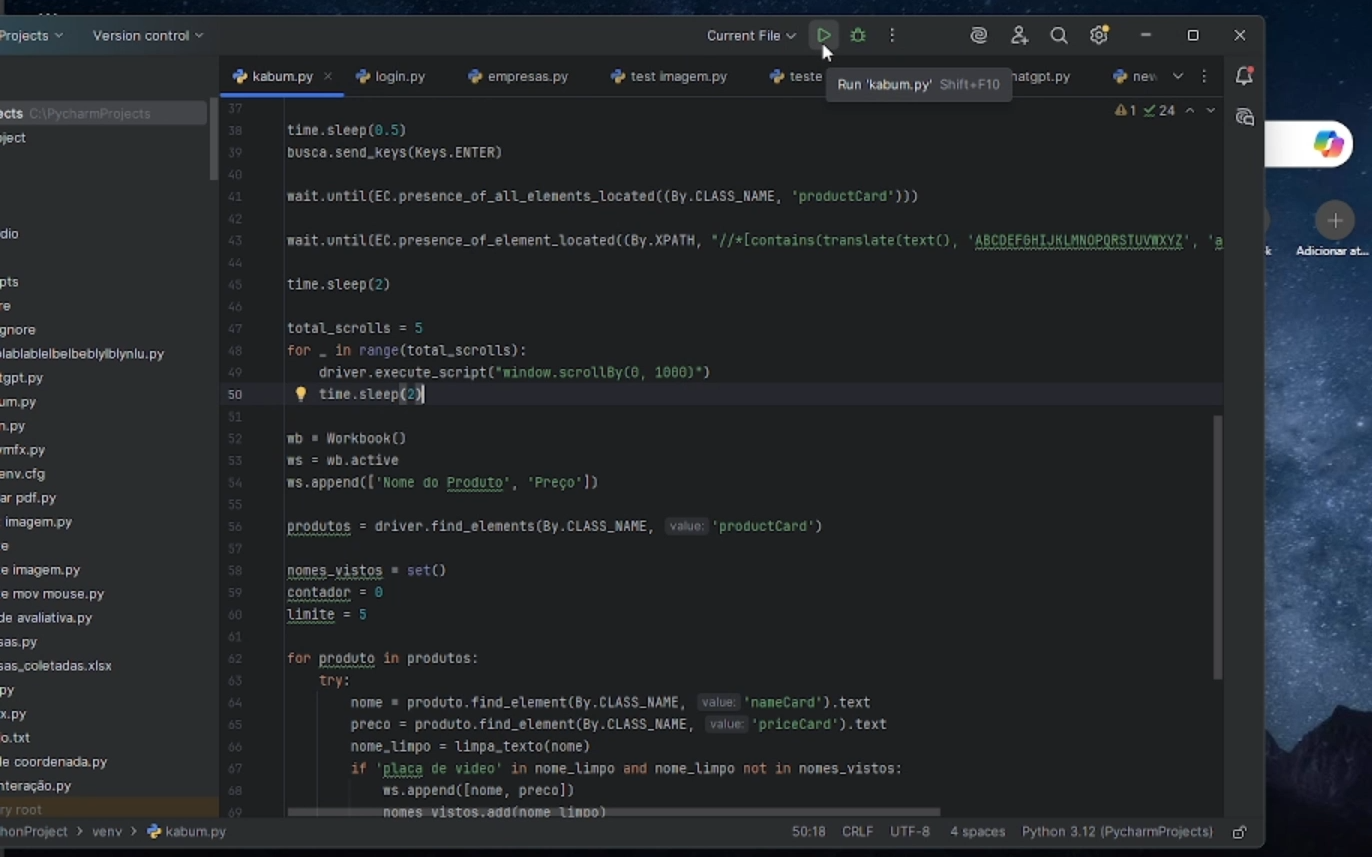 Projects
Version control
Current File
kabum.py
login.py
empresas.py
test imagem.py
teste
Run 'kabum.py' Shift+F10
hatgpt.py
new
ects C:\PycharmProjects
oject
dio
pts
re
gnore
lablablelbelbeblylblynlu.py
tgpt.py
um.py
n.py
vmfx.py
env.cfg
ar pdf.py
imagem.py
e
e imagem.py
e mov mouse.py
de avaliativa.py
sas.py
sas_coletadas.xlsx
py
x.py
o.txt
e coordenada.py
nteração.py
ry root
1 24
37
38 time.sleep(0.5)
39 busca.send_keys(Keys.ENTER)
40
41 wait.until(EC.presence_of_all_elements_located((By.CLASS_NAME, 'productCard')))
42
43 wait.until(EC.presence_of_element_located((By.XPATH, "//*[contains(translate(text(), 'ABCDEFGHIJKLMNOPQRSTUVWXYZ', 'a
44
45 time.sleep(2)
46
47 total_scrolls = 5
48 for _ in range(total_scrolls):
49 driver.execute_script("window.scrollBy(0, 1000)")
50 time.sleep(2)
51
52 wb = Workbook()
53 ws = wb.active
54 ws.append(['Nome do Produto', 'Preço'])
55
56 produtos = driver.find_elements(By.CLASS_NAME, value: 'productCard')
57
58 nomes_vistos = set()
59 contador = 0
60 limite = 5
61
62 for produto in produtos:
63 try:
64 nome = produto.find_element(By.CLASS_NAME, value: 'nameCard').text
65 preco = produto.find_element(By.CLASS_NAME, value: 'priceCard').text
66 nome_limpo = limpa_texto(nome)
67 if 'placa de video' in nome_limpo and nome_limpo not in nomes_vistos:
68 ws.append([nome, preco])
69 nomes_vistos.add(nome_limpo)
k
Adicionar at...
honProject > venv > kabum.py
50:18 CRLF UTF-8 4 spaces Python 3.12 (PycharmProjects)